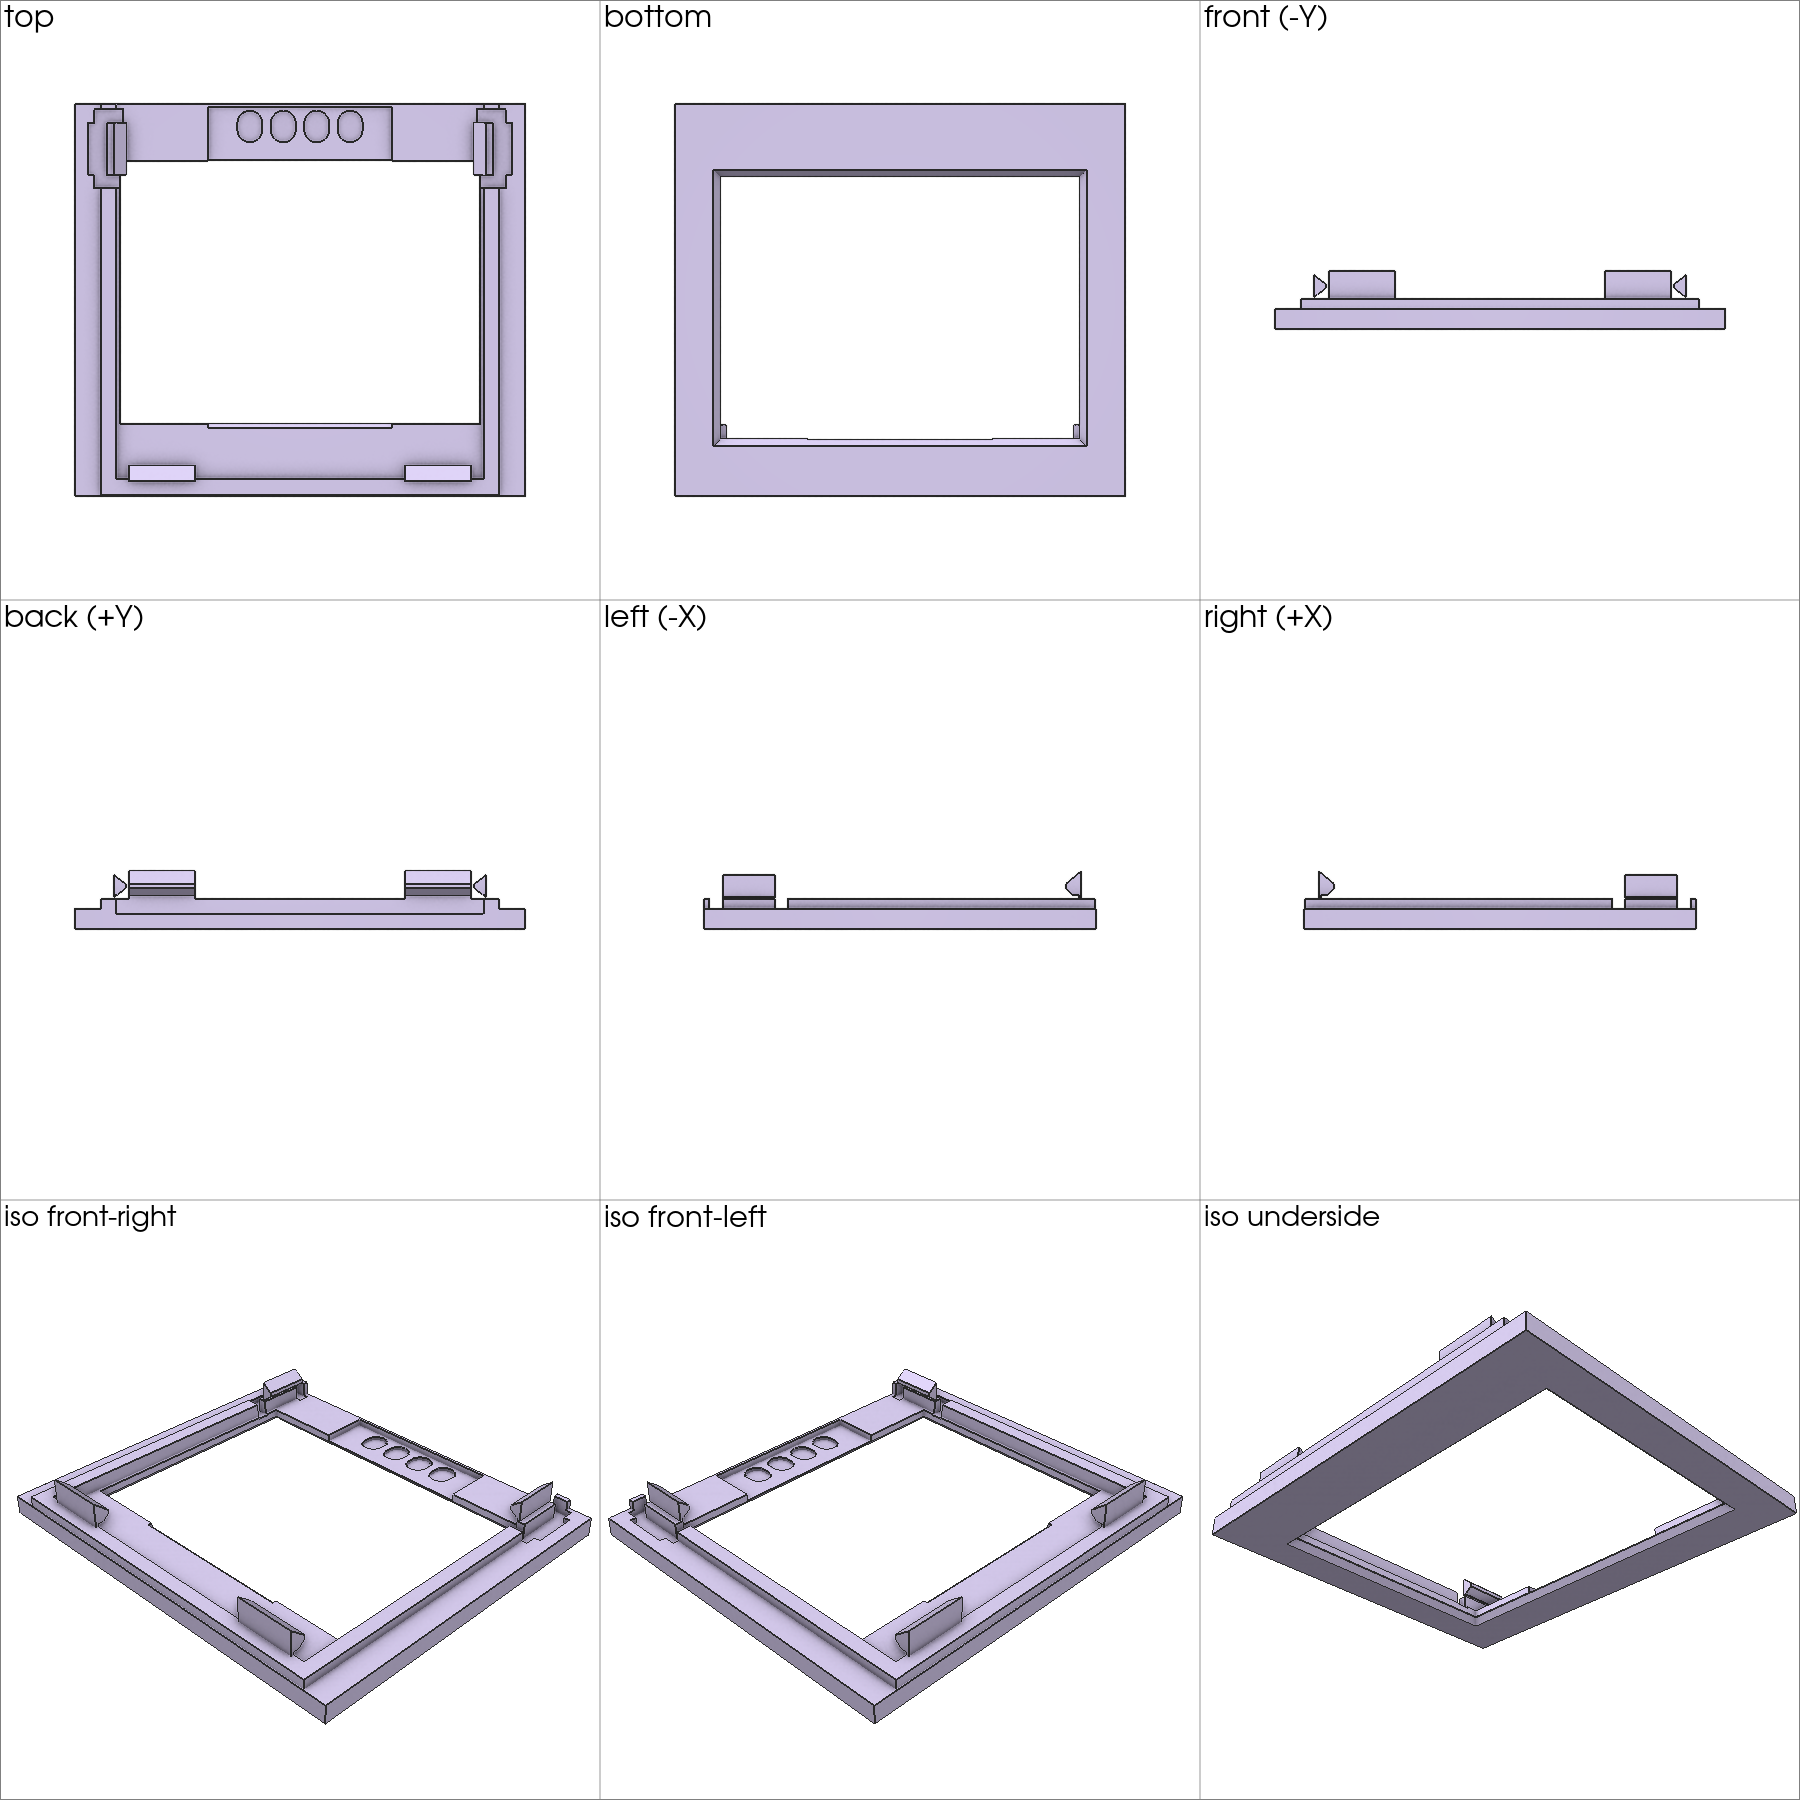 top
bottom
front (-Y)
back (+Y)
left (-X)
right (+X)
iso front-right
iso front-left
iso underside